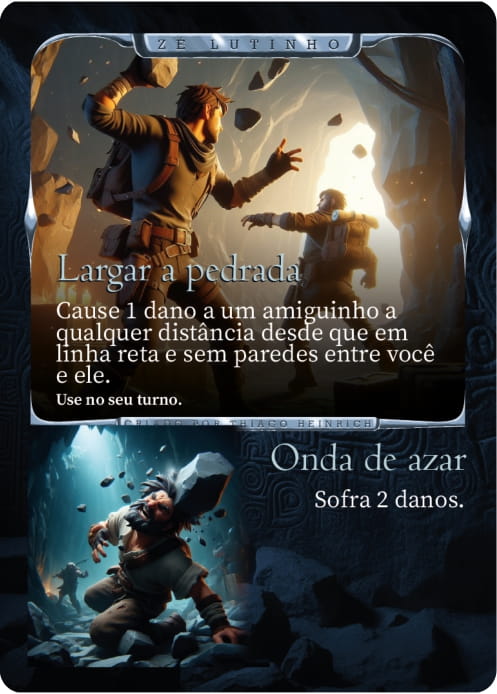 ZÉ LUTINHO
Largar a pedrada
Cause 1 dano a um amiguinho a
qualquer distância desde que em
linha reta e sem paredes entre você
e ele.
Use no seu turno.
CRIADO POR THIAGO HEINRICH
Onda de azar
Sofra 2 danos.